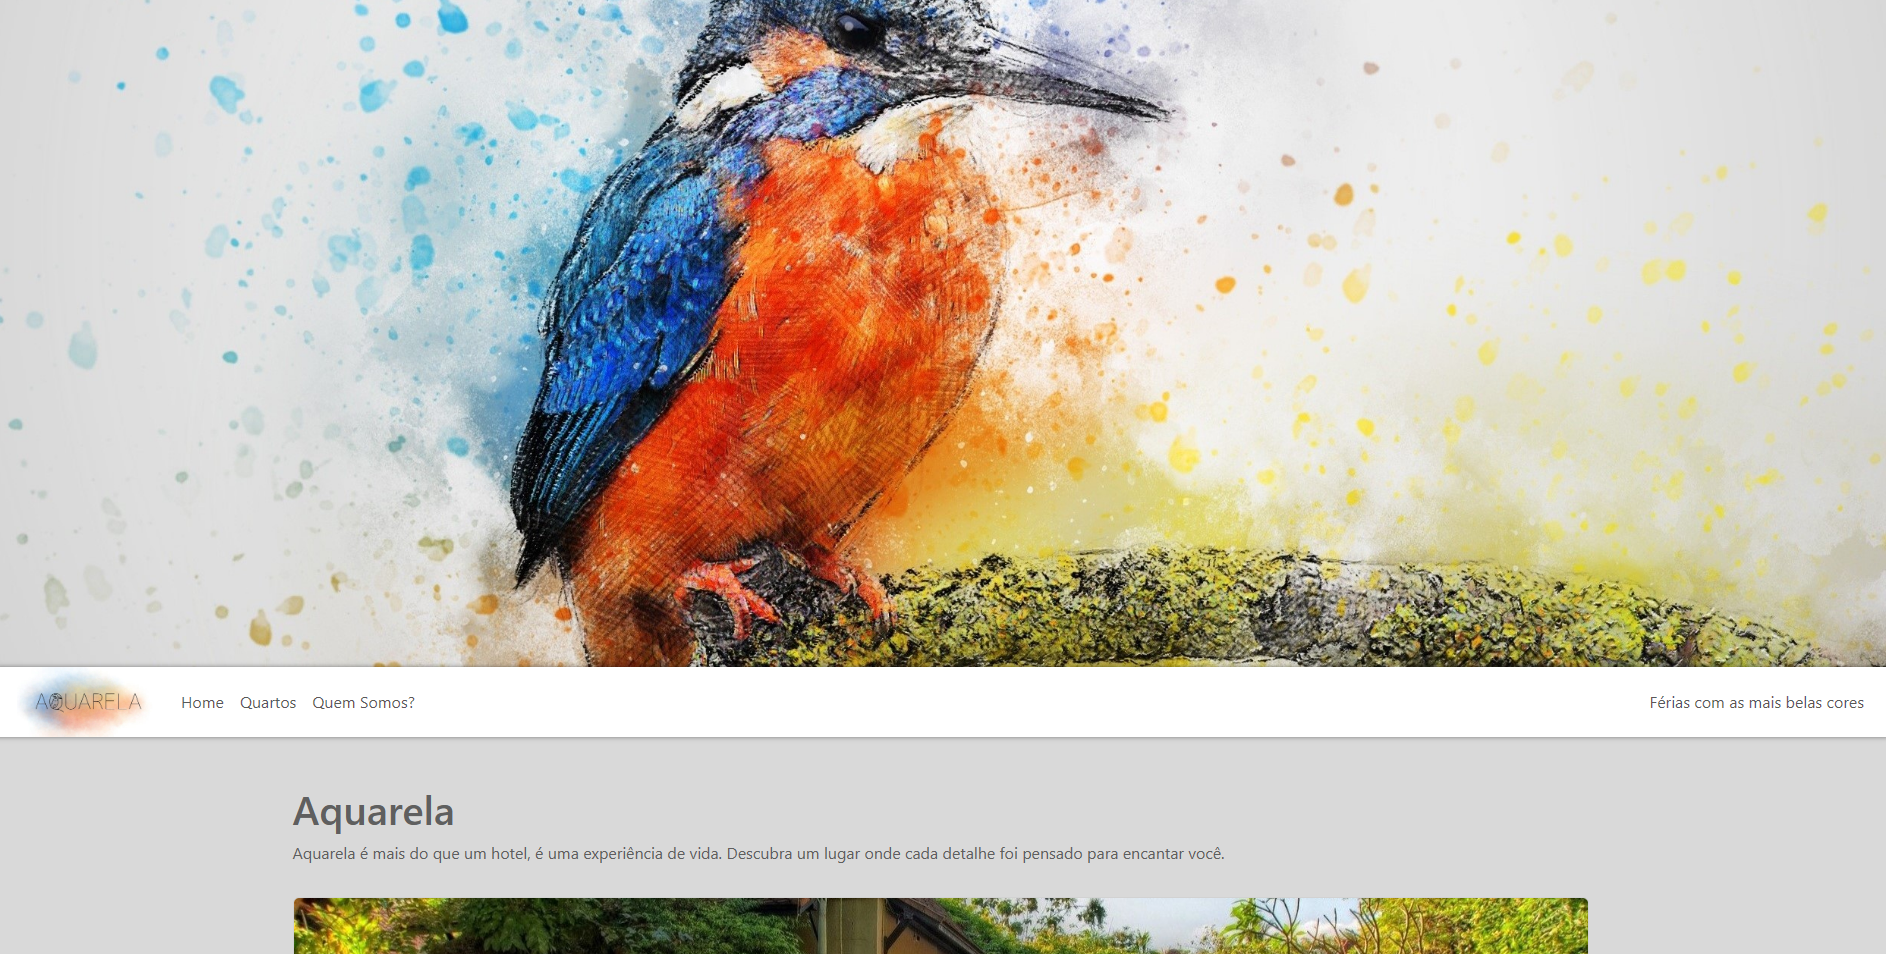 AQUARELA
Home Quartos Quem Somos? Férias com as mais belas cores
Aquarela
Aquarela é mais do que um hotel, é uma experiência de vida. Descubra um lugar onde cada detalhe foi pensado para encantar você.